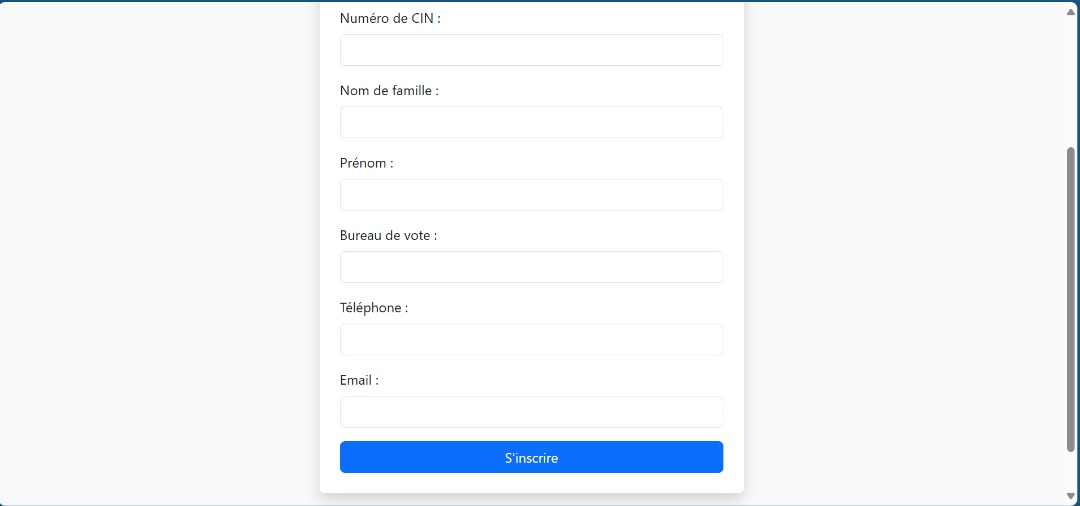 Numéro de CIN :
Nom de famille :
Prénom :
Bureau de vote :
Téléphone :
Email :
S'inscrire